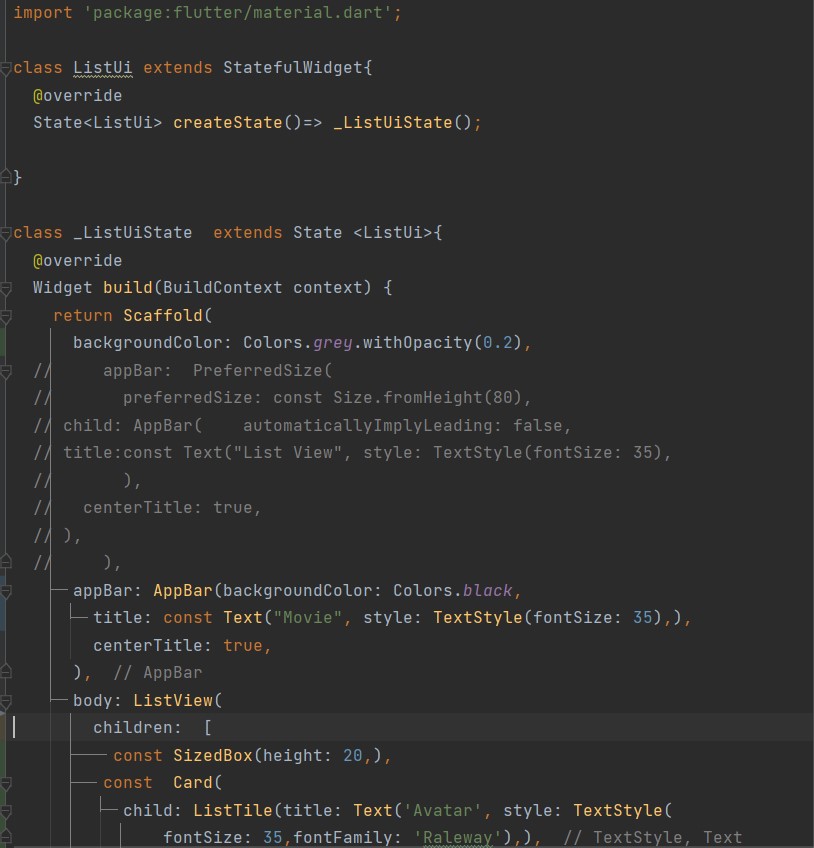 import 'package:flutter/material.dart';
class ListUi extends StatefulWidget{
@override
State<ListUi> createState()=> _ListUiState();
}
class _ListUiState  extends State <ListUi>{
@override
Widget build(BuildContext context) {
return Scaffold(
backgroundColor: Colors.grey.withOpacity(0.2),
//     appBar:  PreferredSize(
//       preferredSize: const Size.fromHeight(80),
// child: AppBar(    automaticallyImplyLeading: false,
// title:const Text("List View", style: TextStyle(fontSize: 35),
//       ),
//   centerTitle: true,
// ),
//     ),
appBar: AppBar(backgroundColor: Colors.black,
title: const Text("Movie", style: TextStyle(fontSize: 35),),
centerTitle: true,
),  // AppBar
body: ListView(
children:  [
const SizedBox(height: 20,),
const  Card(
child: ListTile(title: Text('Avatar', style: TextStyle(
fontSize: 35,fontFamily: 'Raleway'),),  // TextStyle, Text